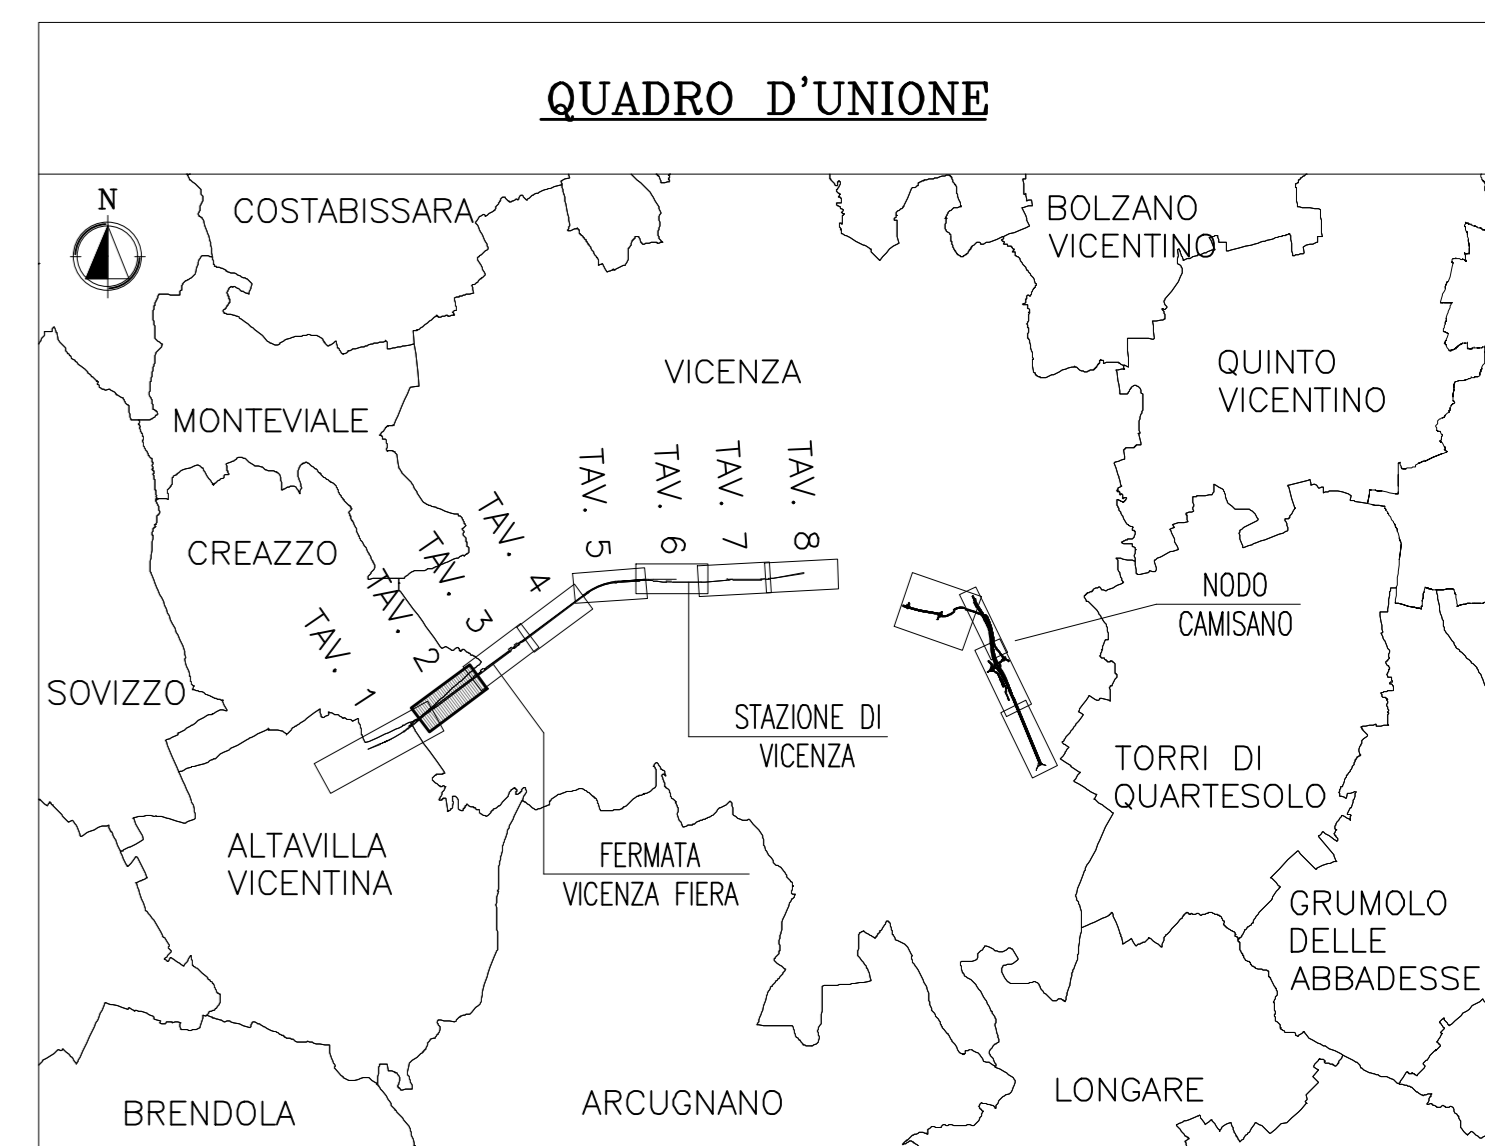 QUADRO D'UNIONE
N
COSTABISSARA
BOLZANO
VICENTINO
VICENZA
QUINTO
VICENTINO
MONTEVIALE
CREAZZO
TAV. 1
TAV. 2
TAV. 3
TAV. 4
TAV. 5
TAV. 6
TAV. 7
TAV. 8
NODO
CAMISANO
SOVIZZO
STAZIONE DI
VICENZA
TORRI DI
QUARTESOLO
ALTAVILLA
VICENTINA
FERMATA
VICENZA FIERA
GRUMOLO
DELLE
ABBADESSE
BRENDOLA
ARCUGNANO
LONGARE